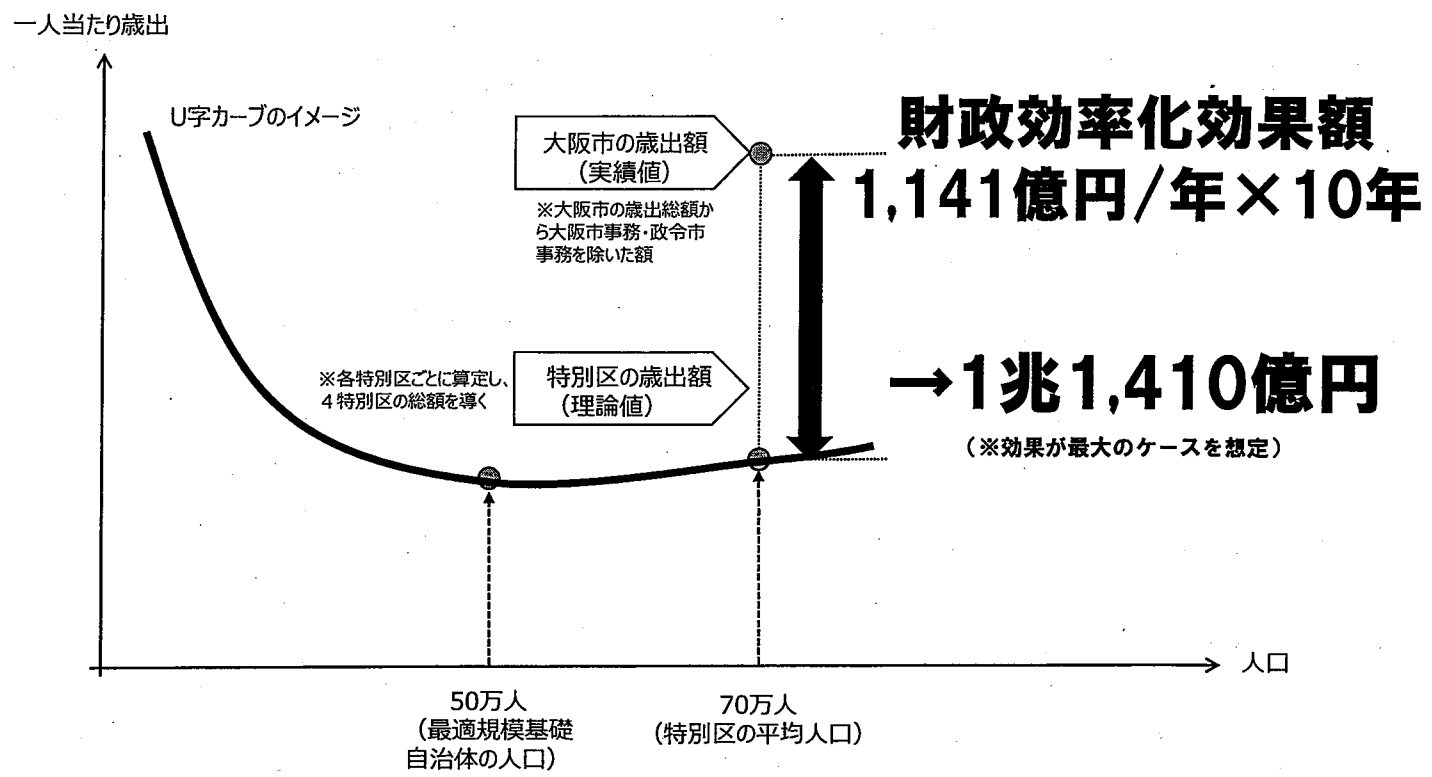 一人当たり歳出
U字カーブのイメージ
大阪市の歳出額
（実績値）
※大阪市の歳出総額か
ら大阪市事務・政令市
事務を除いた額
財政効率化効果額
1,141億円/年×10年
※各特別区ごとに算定し、
４特別区の総額を導く
特別区の歳出額
（理論値）
→1兆1,410億円
（※効果が最大のケースを想定）
人口
50万人
（最適規模基礎
自治体の人口）
70万人
（特別区の平均人口）